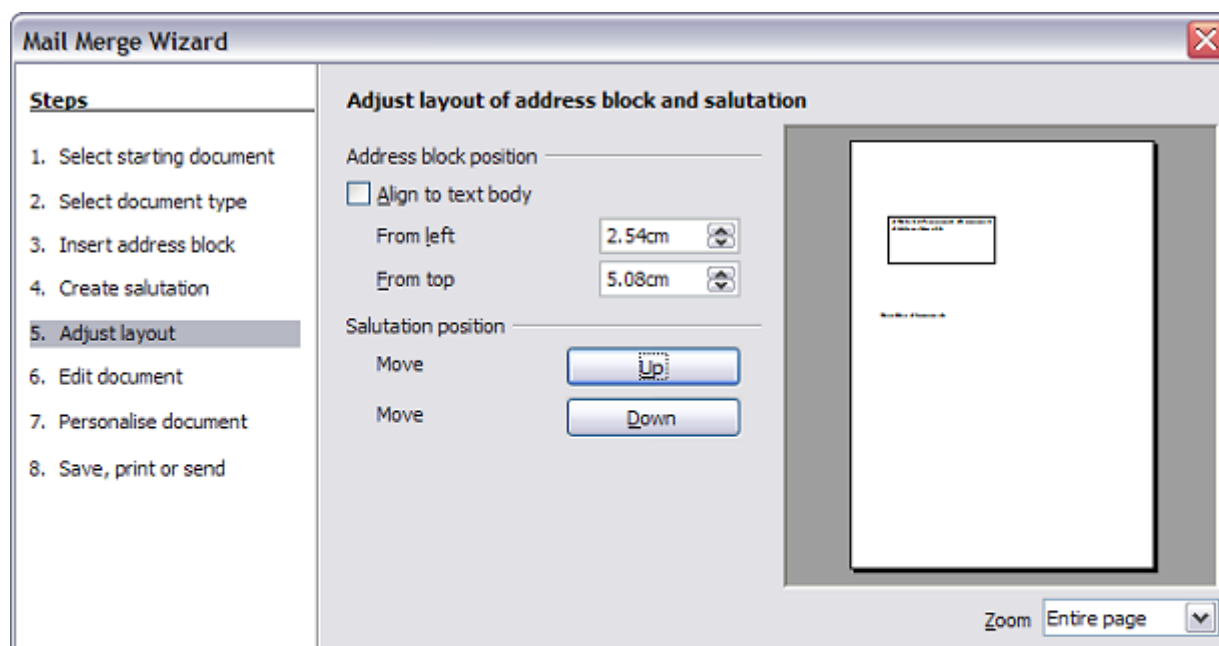 Mail Merge Wizard
Steps
1. Select starting document
2. Select document type
3. Insert address block
4. Create salutation
5. Adjust layout
6. Edit document
7. Personalise document
8. Save, print or send
Adjust layout of address block and salutation
Address block position
Align to text body
From left 2.54cm
From top 5.08cm
Salutation position
Move Up
Move Down
Zoom Entire page